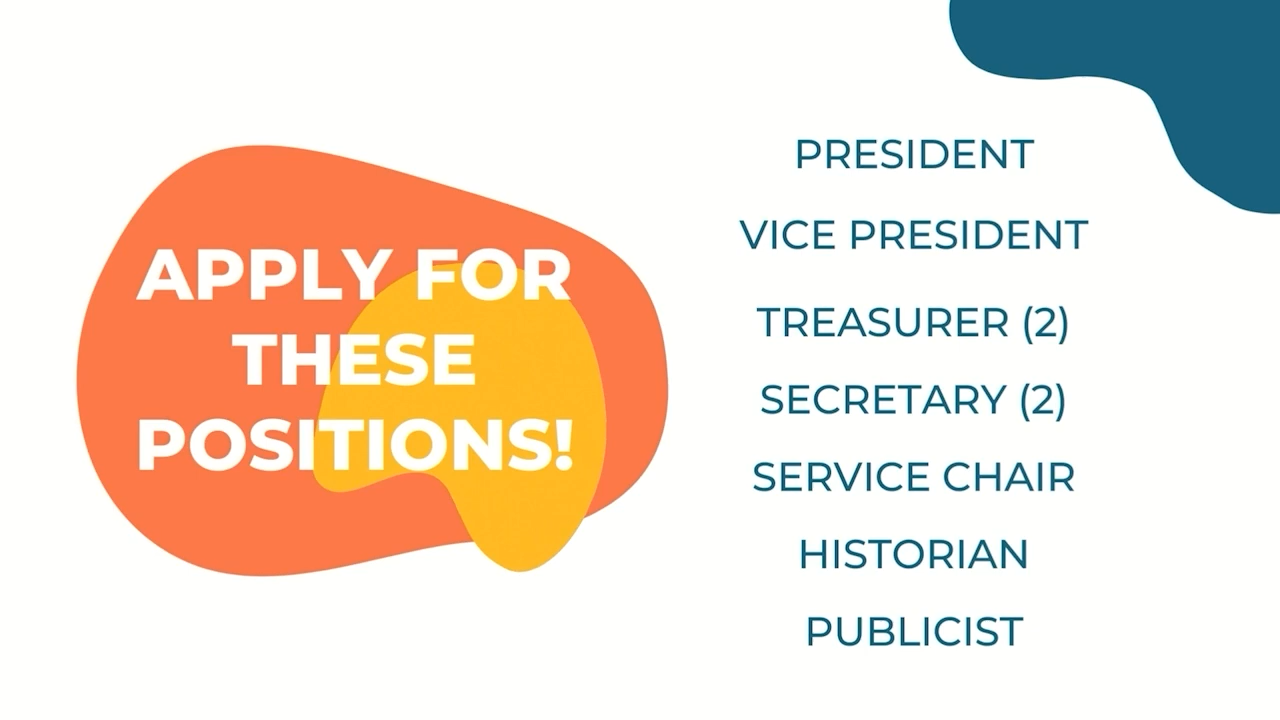 APPLY FOR
THESE
POSITIONS!
PRESIDENT
VICE PRESIDENT
TREASURER (2)
SECRETARY (2)
SERVICE CHAIR
HISTORIAN
PUBLICIST